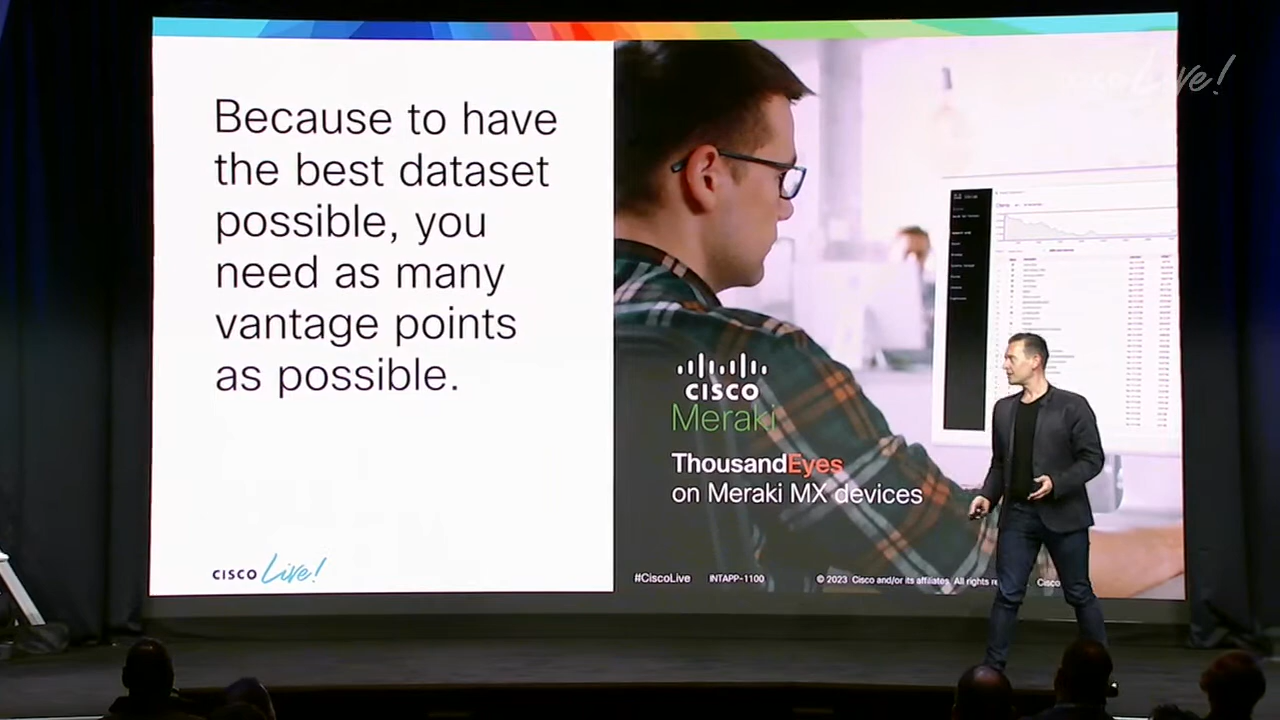 Because to have
the best dataset
possible, you
need as many
vantage points
as possible.
CISCO Live!
CISCO
Meraki
ThousandEyes
on Meraki MX devices
#CiscoLive
INTAPP-1100
© 2023 Cisco and/or its affiliates. All rights
Cisco
Live!